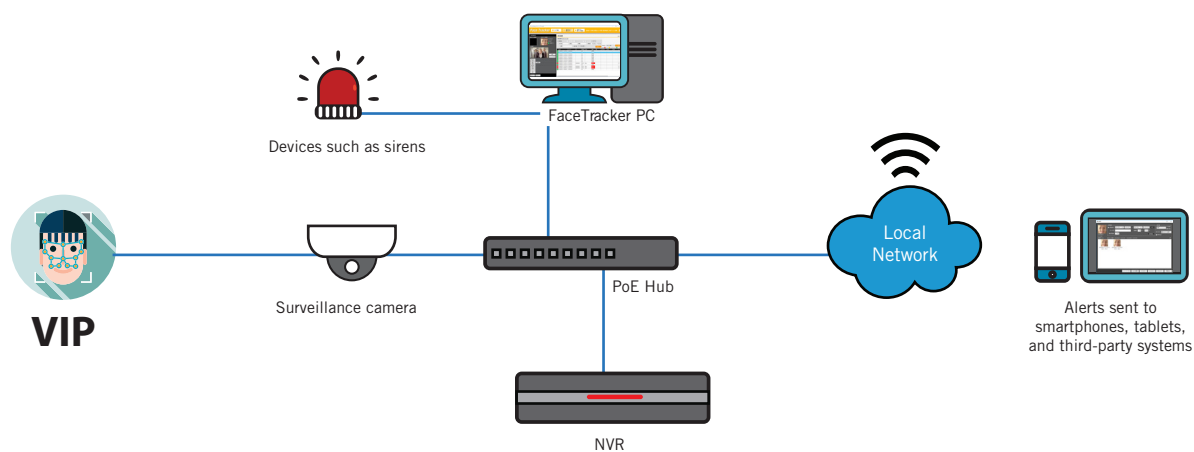 FaceTracker PC
Devices such as sirens
Local
Network
PoE Hub
Surveillance camera
VIP
Alerts sent to
smartphones, tablets,
and third-party systems
NVR